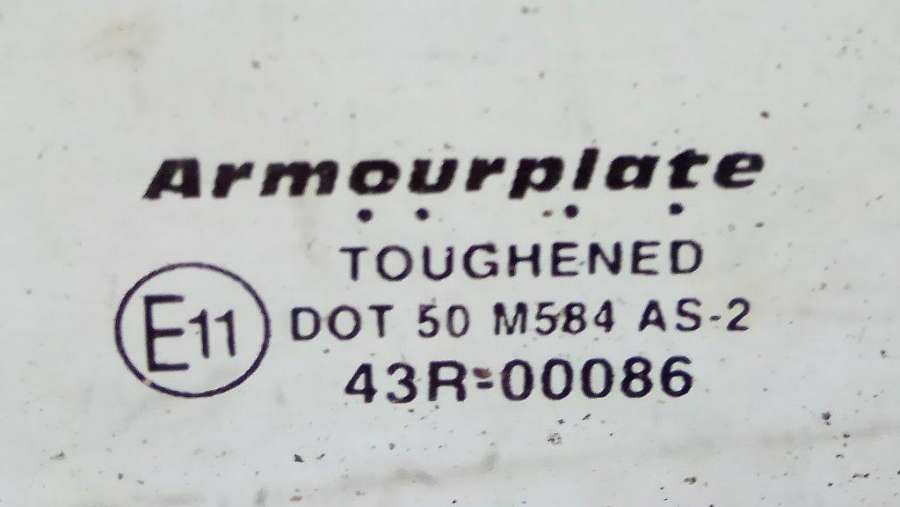 Armourplate
TOUGHENED
E11 DOT 50 M584 AS-2
43R-00086